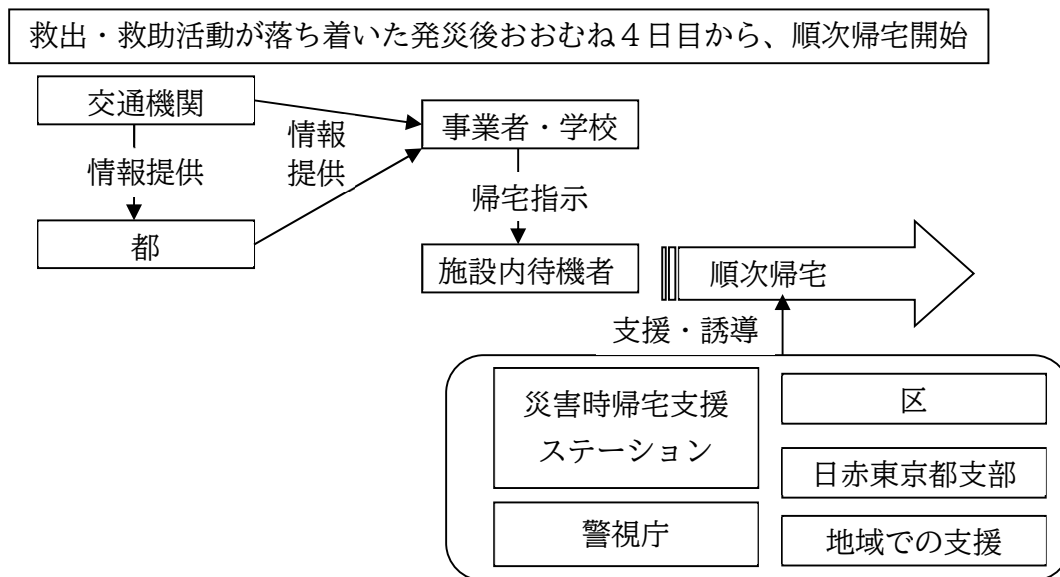 救出・救助活動が落ち着いた発災後おおむね４日目から、順次帰宅開始
交通機関
情報提供
都
情報
提供
事業者・学校
帰宅指示
施設内待機者
順次帰宅
支援・誘導
災害時帰宅支援
ステーション
区
日赤東京都支部
警視庁
地域での支援